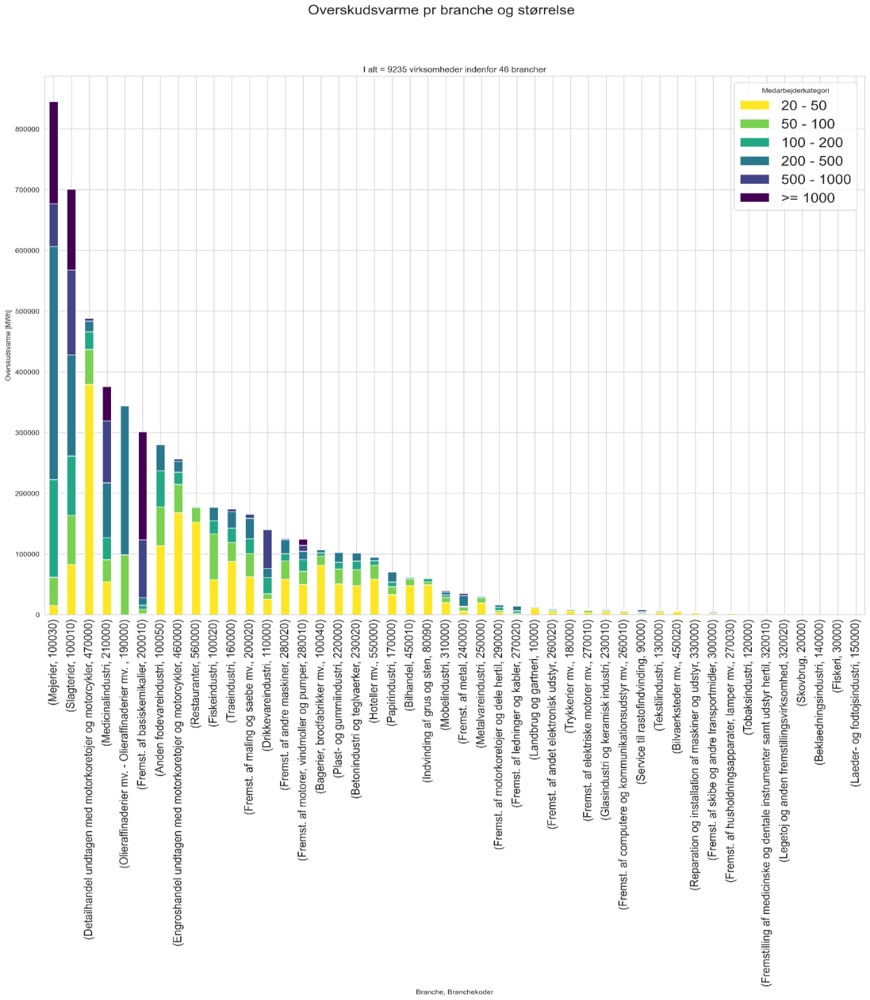 Overskudsvarme pr branche og størrelse
I alt = 9235 virksomheder indenfor 46 brancher
Medarbejderkategori
20 - 50
50 - 100
100 - 200
200 - 500
500 - 1000
>= 1000
Overskudsvarme [MWh]
800000
700000
600000
500000
400000
300000
200000
100000
0
(Mejerier, 100030)
(Slagterier, 100010)
(Detailhandel undtagen med motorkoretojer og motorcykler, 470000)
(Medicinalindustri, 210000)
(Olieraffinaderier mv. - Olieraffinaderier mv. , 190000)
(Fremst. af basiskemikalier, 200010)
(Anden fodevareindustri, 100050)
(Engroshandel undtagen med motorkoretojer og motorcykler, 460000)
(Restauranter, 560000)
(Fiskeindustri, 100020)
(Traeindustri, 160000)
(Fremst. af maling og saebe mv., 200020)
(Drikkevareindustri, 110000)
(Fremst. af andre maskiner, 280020)
(Fremst. af motorer, vindmoller og pumper, 280010)
(Bagerier, brodfabrikker mv., 100040)
(Plast- og gummiindustri, 220000)
(Betonindustri og teglvaerker, 230020)
(Hoteller mv., 550000)
(Papirindustri, 170000)
(Bilhandel, 450010)
(Indvinding af grus og sten, 80090)
(Mobelindustri, 310000)
(Fremst. af metal, 240000)
(Metalvareindustri, 250000)
(Fremst. af motorkoretojer og dele hertil, 290000)
(Fremst. af ledninger og kabler, 270020)
(Landbrug og gartneri, 10000)
(Fremst. af andet elektronisk udstyr, 260020)
(Trykkerier mv., 180000)
(Fremst. af elektriske motorer mv., 270010)
(Glasindustri og keramisk industri, 230010)
(Fremst. af computere og kommunikationsudstyr mv., 260010)
(Service til rastofindvinding, 90000)
(Tekstilindustri, 130000)
(Bilvaerksteder mv., 450020)
(Reparation og installation af maskiner og udstyr, 330000)
(Fremst. af skibe og andre transportmidler, 300000)
(Fremst. af husholdningsapparater, lamper mv., 270030)
(Tobaksindustri, 120000)
(Fremstilling af medicinske og dentale instrumenter samt udstyr hertil, 320010)
(Legetoj og anden fremstillingsvirksomhed, 320020)
(Skovbrug, 20000)
(Beklaedningsindustri, 140000)
(Fiskeri, 30000)
(Laeder- og fodtojsindustri, 150000)
Branche, Branchekoder